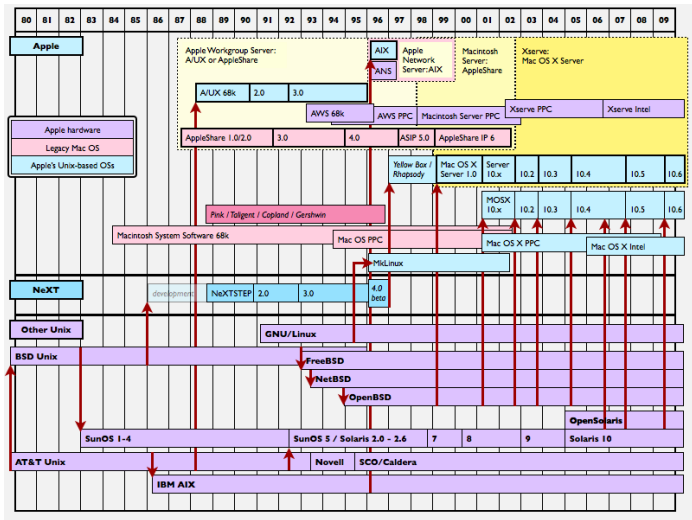 80 81 82 83 84 85 86 87 88 89 90 91 92 93 94 95 96 97 98 99 00 01 02 03 04 05 06 07 08 09
Apple
Apple Workgroup Server:
A/UX or AppleShare
AIX
ANS
Apple
Network
Server:AIX
Macintosh
Server:
AppleShare
Xserve:
Mac OS X Server
A/UX 68k 2.0 3.0
AWS 68k AWS PPC Macintosh Server PPC Xserve PPC Xserve Intel
Apple hardware
Legacy Mac OS
Apple's Unix-based OSs
AppleShare 1.0/2.0 3.0 4.0 ASIP 5.0 AppleShare IP 6
Yellow Box /
Rhapsody
Mac OS X
Server 1.0
Server
10.x
10.2 10.3 10.4 10.5 10.6
MOSX
10.x
10.2 10.3 10.4 10.5 10.6
Pink / Taligent / Copland / Gershwin
Macintosh System Software 68k
Mac OS PPC Mac OS X PPC Mac OS X Intel
MkLinux
NeXT
development NeXTSTEP 2.0 3.0
4.0
beta
Other Unix
GNU/Linux
BSD Unix
FreeBSD
NetBSD
OpenBSD
OpenSolaris
SunOS 1-4 SunOS 5 / Solaris 2.0 - 2.6 7 8 9 Solaris 10
AT&T Unix Novell SCO/Caldera
IBM AIX